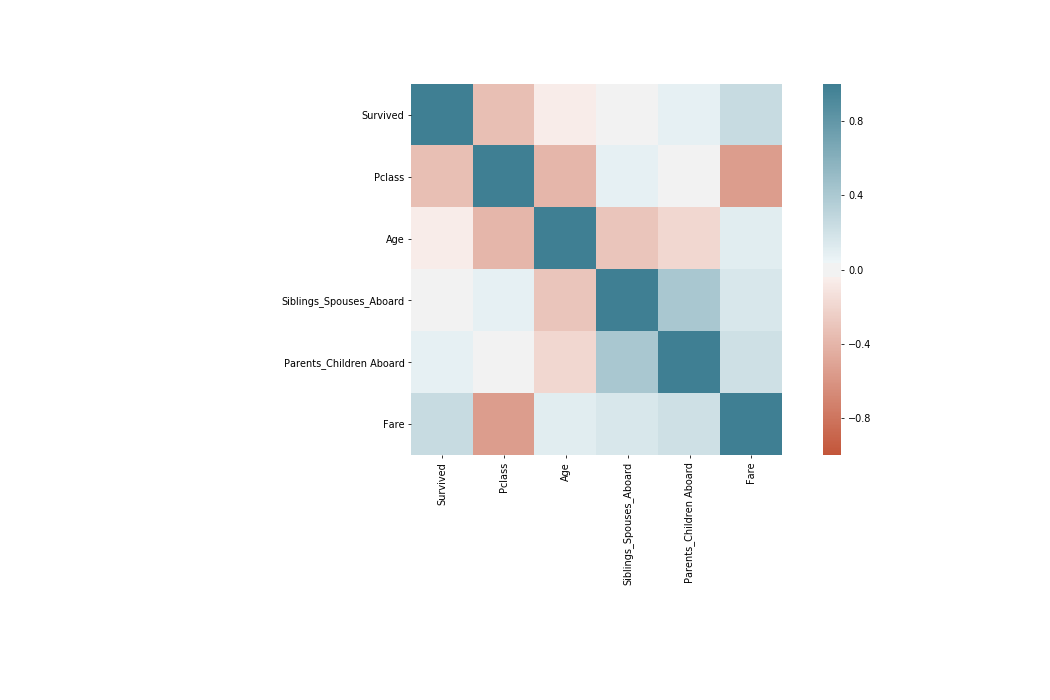 Survived
Pclass
Age
Siblings_Spouses_Aboard
Parents_Children Aboard
Fare
Survived
Pclass
Age
Siblings_Spouses_Aboard
Parents_Children Aboard
Fare
0.8
0.4
0.0
−0.4
−0.8